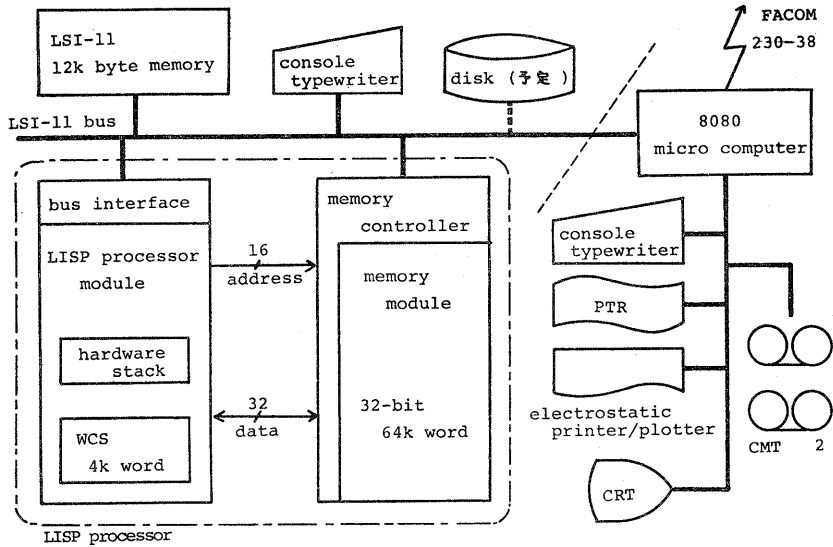 LSI-11
12k byte memory
console
typewriter
disk (予定)
FACOM
230-38
LSI-11 bus
8080
micro computer
bus interface
LISP processor
module
hardware
stack
WCS
4k word
16
address
32
data
memory
controller
memory
module
32-bit
64k word
LISP processor
console
typewriter
PTR
electrostatic
printer/plotter
CMT 2
CRT